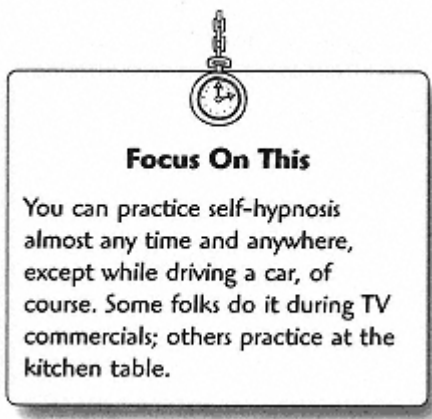 Focus On This
You can practice self-hypnosis
almost any time and anywhere,
except while driving a car, of
course. Some folks do it during TV
commercials; others practice at the
kitchen table.